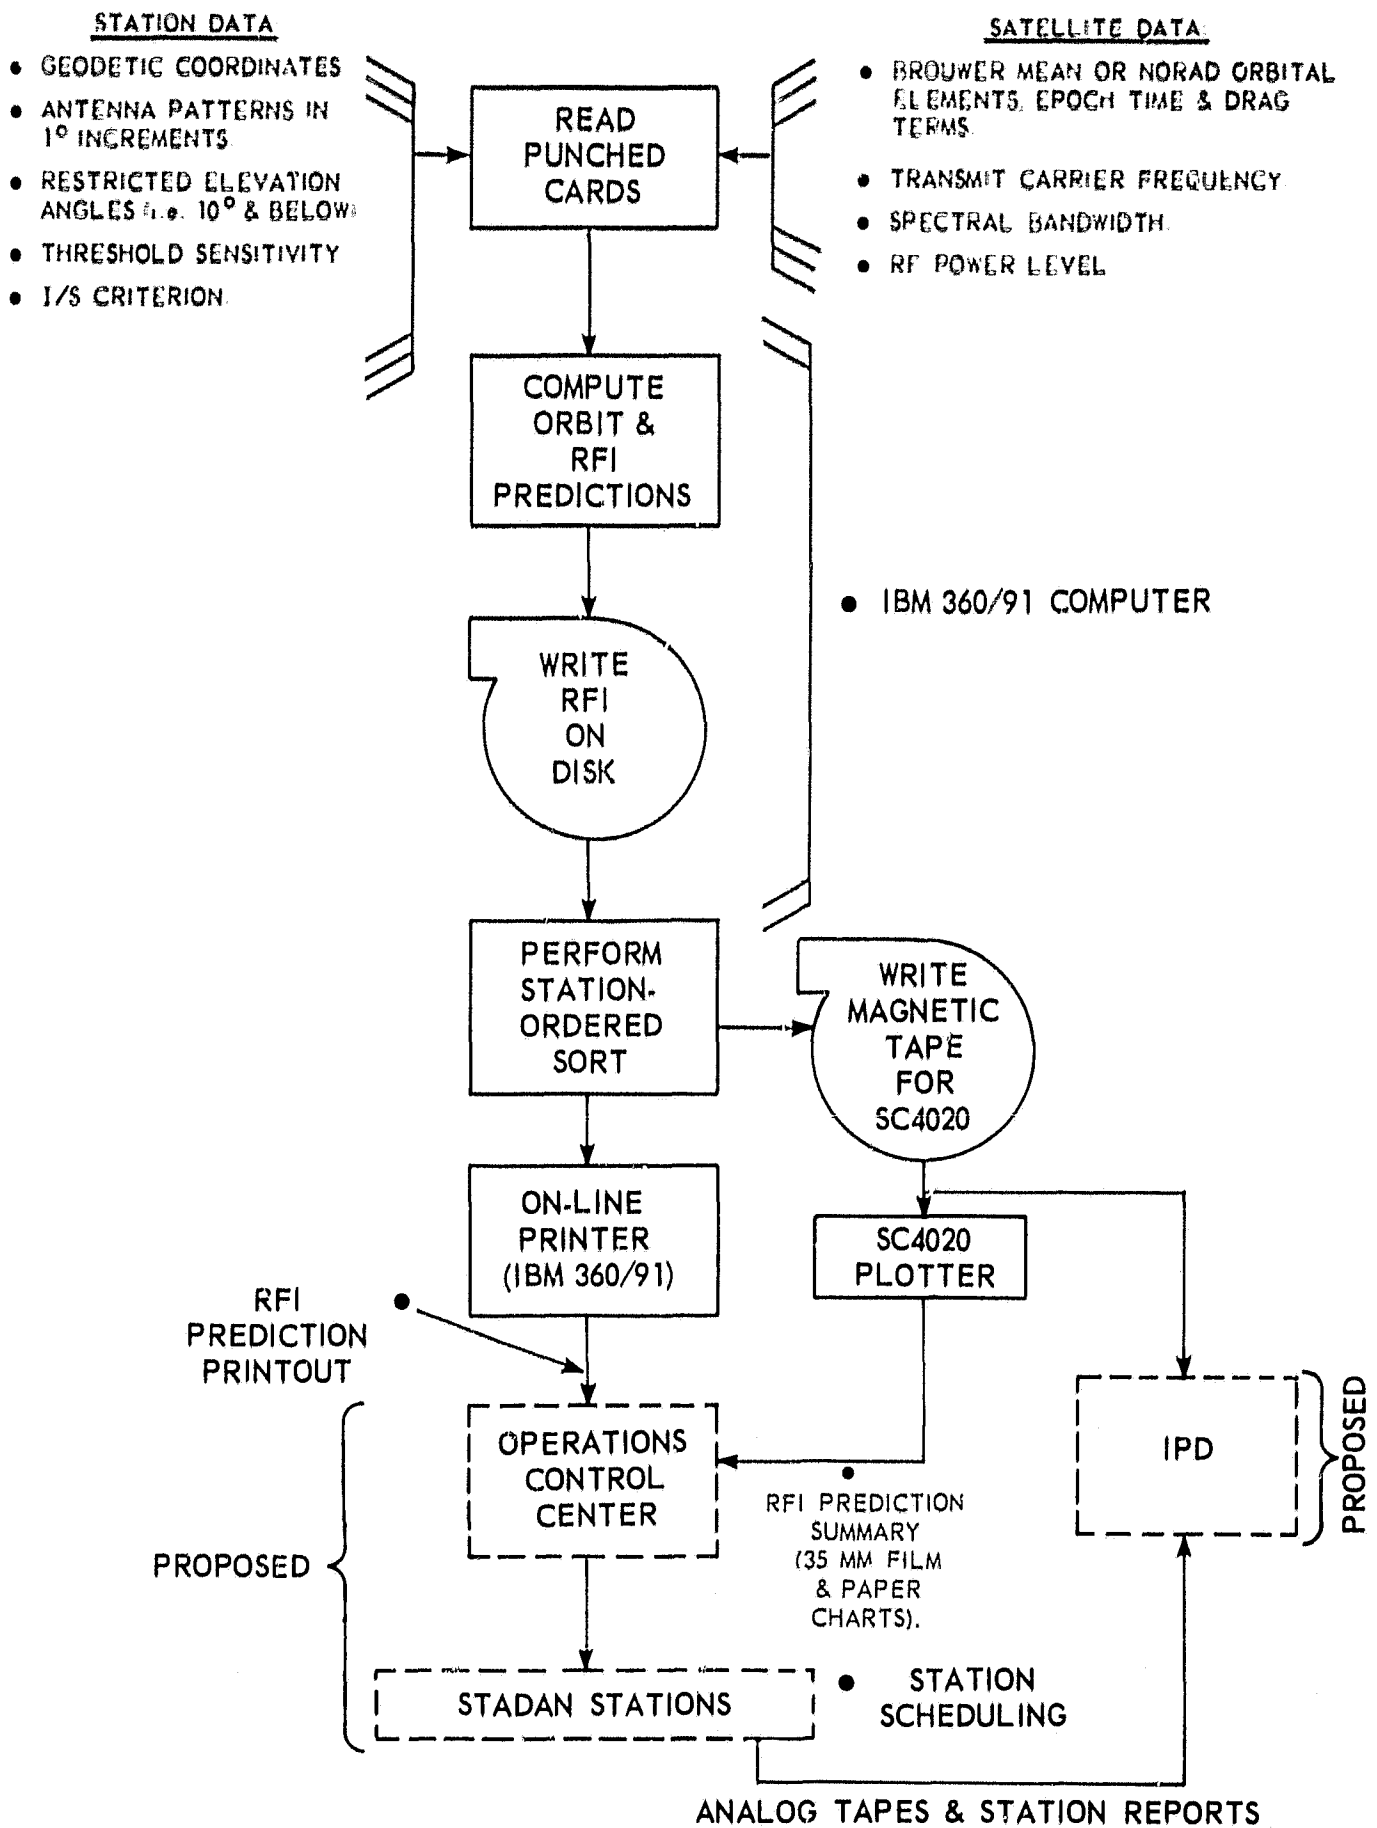 STATION DATA
• GEODETIC COORDINATES
• ANTENNA PATTERNS IN
1° INCREMENTS
• RESTRICTED ELEVATION
ANGLES (i.e. 10° & BELOW)
• THRESHOLD SENSITIVITY
• I/S CRITERION.
SATELLITE DATA
• BROUWER MEAN OR NORAD ORBITAL
ELEMENTS, EPOCH TIME & DRAG
TERMS.
• TRANSMIT CARRIER FREQUENCY
• SPECTRAL BANDWIDTH.
• RF POWER LEVEL
READ
PUNCHED
CARDS
COMPUTE
ORBIT &
RFI
PREDICTIONS
• IBM 360/91 COMPUTER
WRITE
RFI
ON
DISK
PERFORM
STATION-
ORDERED
SORT
WRITE
MAGNETIC
TAPE
FOR
SC4020
ON-LINE
PRINTER
(IBM 360/91)
SC4020
PLOTTER
RFI •
PREDICTION
PRINTOUT
OPERATIONS
CONTROL
CENTER
IPD
PROPOSED
• RFI PREDICTION
SUMMARY
(35 MM FILM
& PAPER
CHARTS).
PROPOSED
STADAN STATIONS
• STATION
SCHEDULING
ANALOG TAPES & STATION REPORTS